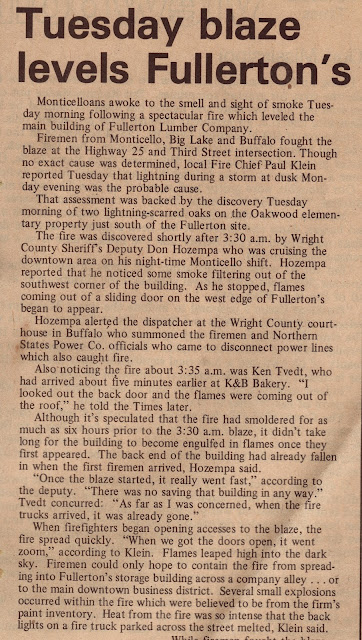 Tuesday blaze
levels Fullerton's
Monticelloans awoke to the smell and sight of smoke Tues-
day morning following a spectacular fire which leveled the
main building of Fullerton Lumber Company.
Firemen from Monticello, Big Lake and Buffalo fought the
blaze at the Highway 25 and Third Street intersection. Though
no exact cause was determined, local Fire Chief Paul Klein
reported Tuesday that lightning during a storm at dusk Mon-
day evening was the probable cause.
That assessment was backed by the discovery Tuesday
morning of two lightning-scarred oaks on the Oakwood elemen-
tary property just south of the Fullerton site.
The fire was discovered shortly after 3:30 a.m. by Wright
County Sheriff's Deputy Don Hozempa who was cruising the
downtown area on his night-time Monticello shift. Hozempa
reported that he noticed some smoke filtering out of the
southwest corner of the building. As he stopped, flames
coming out of a sliding door on the west edge of Fullerton's
began to appear.
Hozempa alerted the dispatcher at the Wright County court-
house in Buffalo who summoned the firemen and Northern
States Power Co. officials who came to disconnect power lines
which also caught fire.
Also noticing the fire about 3:35 a.m. was Ken Tvedt, who
had arrived about five minutes earlier at K&B Bakery. "I
looked out the back door and the flames were coming out of
the roof," he told the Times later.
Although it's speculated that the fire had smoldered for as
much as six hours prior to the 3:30 a.m. blaze, it didn't take
long for the building to become engulfed in flames once they
first appeared. The back end of the building had already fallen
in when the first firemen arrived, Hozempa said.
"Once the blaze started, it really went fast," according to
the deputy. "There was no saving that building in any way."
Tvedt concurred: "As far as I was concerned, when the fire
trucks arrived, it was already gone."
When firefighters began opening accesses to the blaze, the
fire spread quickly. "When we got the doors open, it went
zoom," according to Klein. Flames leaped high into the dark
sky. Firemen could only hope to contain the fire from spread-
ing into Fullerton's storage building across a company alley . . . or
to the main downtown business district. Several small explosions
occurred within the fire which were believed to be from the firm's
paint inventory. Heat from the fire was so intense that the back
lights on a fire truck parked across the street melted, Klein said.
While firemen fought the blaze